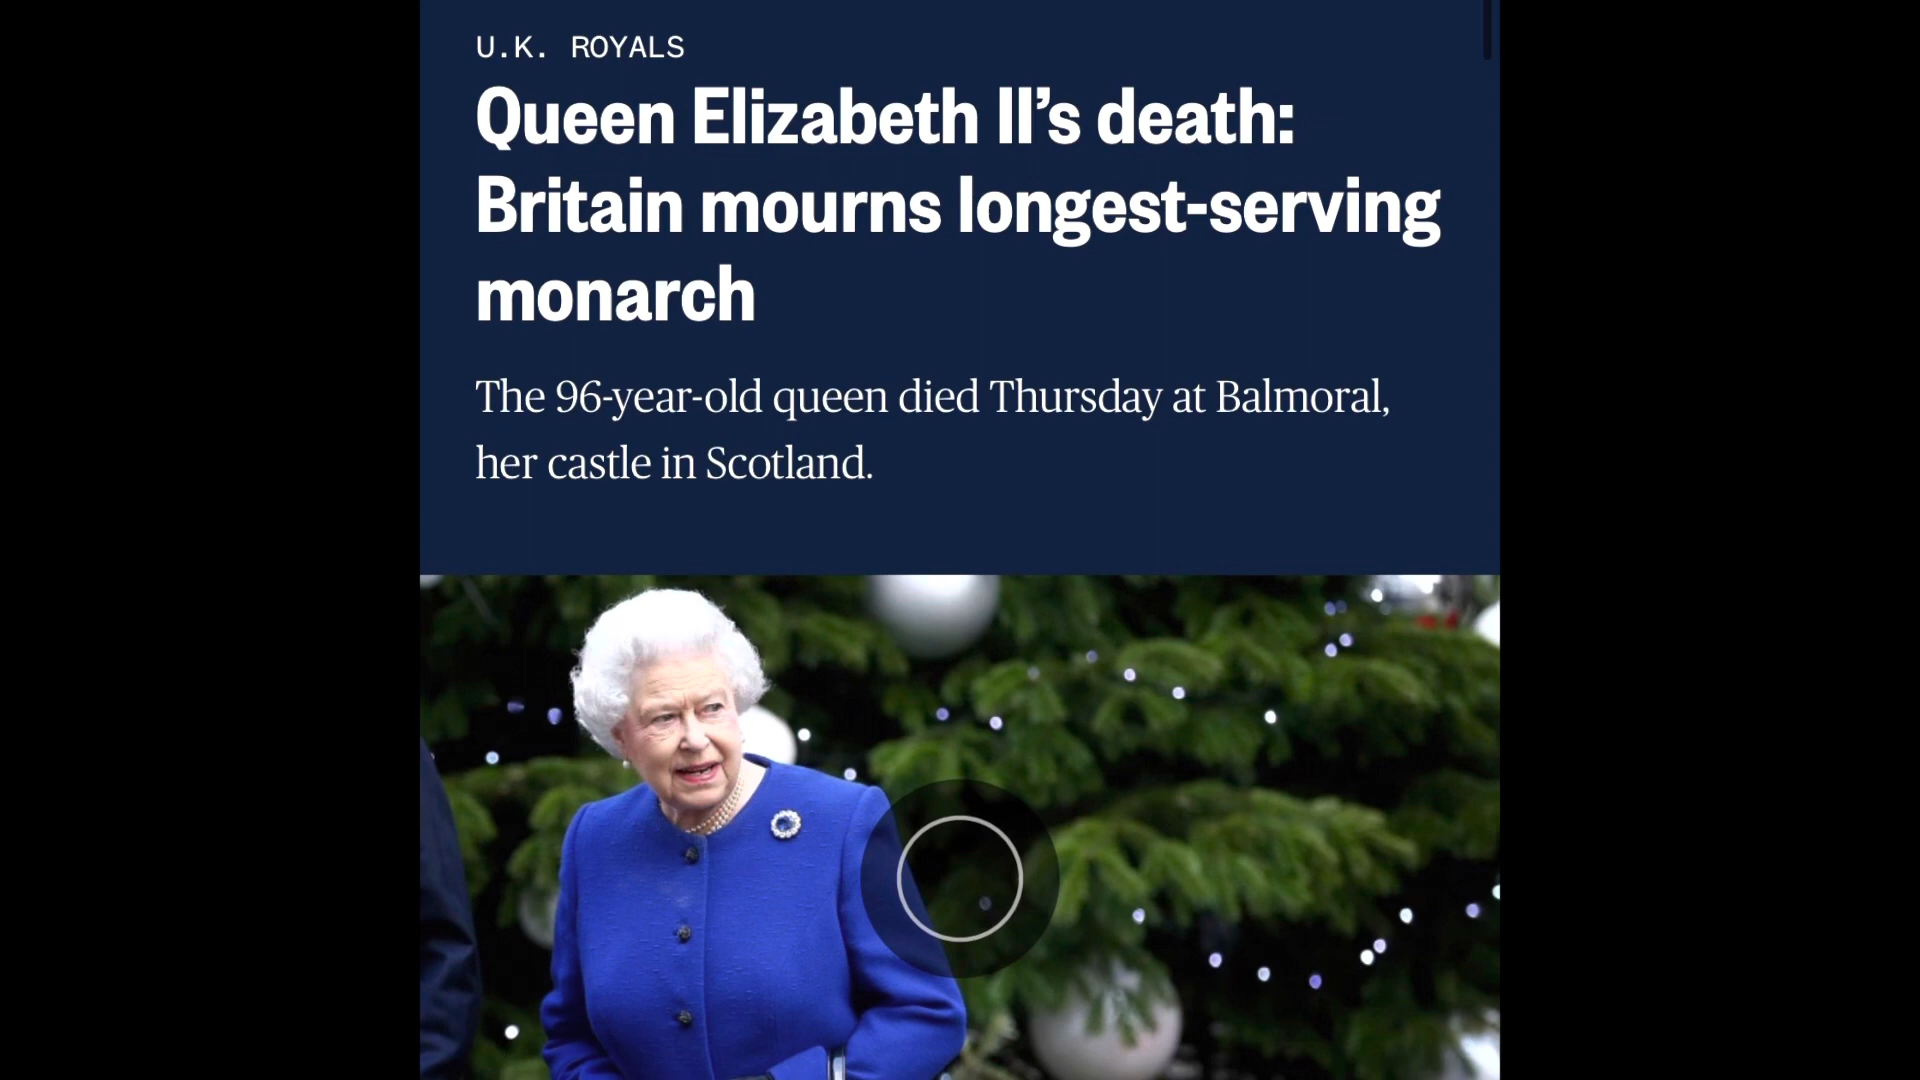 U.K. ROYALS
Queen Elizabeth II’s death:
Britain mourns longest-serving
monarch
The 96-year-old queen died Thursday at Balmoral,
her castle in Scotland.